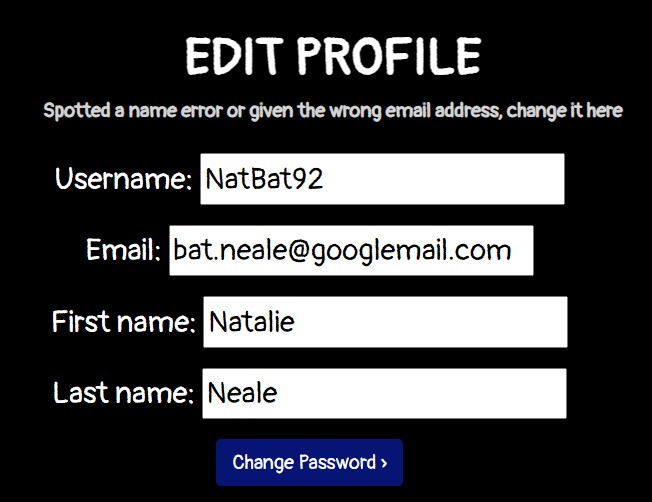 EDIT PROFILE
Spotted a name error or given the wrong email address, change it here
Username: NatBat92
Email: bat.neale@googlemail.com
First name: Natalie
Last name: Neale
Change Password ›